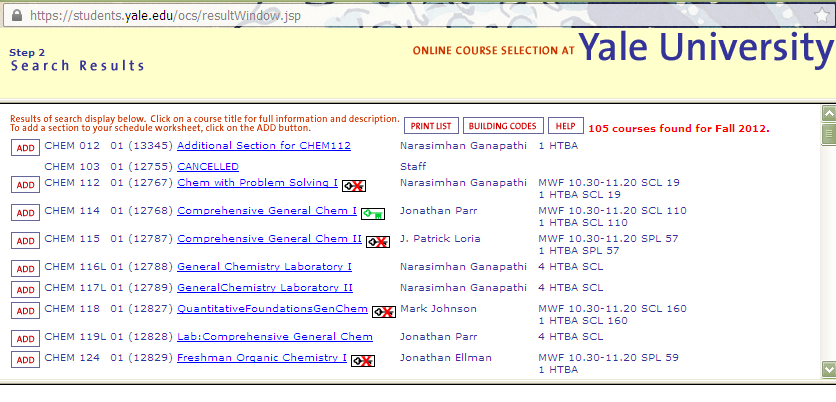 https://students.yale.edu/ocs/resultWindow.jsp
Step 2
Search Results
ONLINE COURSE SELECTION AT Yale University
Results of search display below. Click on a course title for full information and description.
To add a section to your schedule worksheet, click on the ADD button.
PRINT LIST BUILDING CODES HELP 105 courses found for Fall 2012.
ADD CHEM 012 01 (13345) Additional Section for CHEM112 Narasimhan Ganapathi 1 HTBA
CHEM 103 01 (12755) CANCELLED Staff
ADD CHEM 112 01 (12767) Chem with Problem Solving I Narasimhan Ganapathi MWF 10.30-11.20 SCL 19
1 HTBA SCL 19
ADD CHEM 114 01 (12768) Comprehensive General Chem I Jonathan Parr MWF 10.30-11.20 SCL 110
1 HTBA SCL 110
ADD CHEM 115 01 (12787) Comprehensive General Chem II J. Patrick Loria MWF 10.30-11.20 SPL 57
1 HTBA SPL 57
ADD CHEM 116L 01 (12788) General Chemistry Laboratory I Narasimhan Ganapathi 4 HTBA SCL
ADD CHEM 117L 01 (12789) GeneralChemistry Laboratory II Narasimhan Ganapathi 4 HTBA SCL
ADD CHEM 118 01 (12827) QuantitativeFoundationsGenChem Mark Johnson MWF 10.30-11.20 SCL 160
1 HTBA SCL 160
ADD CHEM 119L 01 (12828) Lab:Comprehensive General Chem Jonathan Parr 4 HTBA SCL
ADD CHEM 124 01 (12829) Freshman Organic Chemistry I Jonathan Ellman MWF 10.30-11.20 SPL 59
1 HTBA